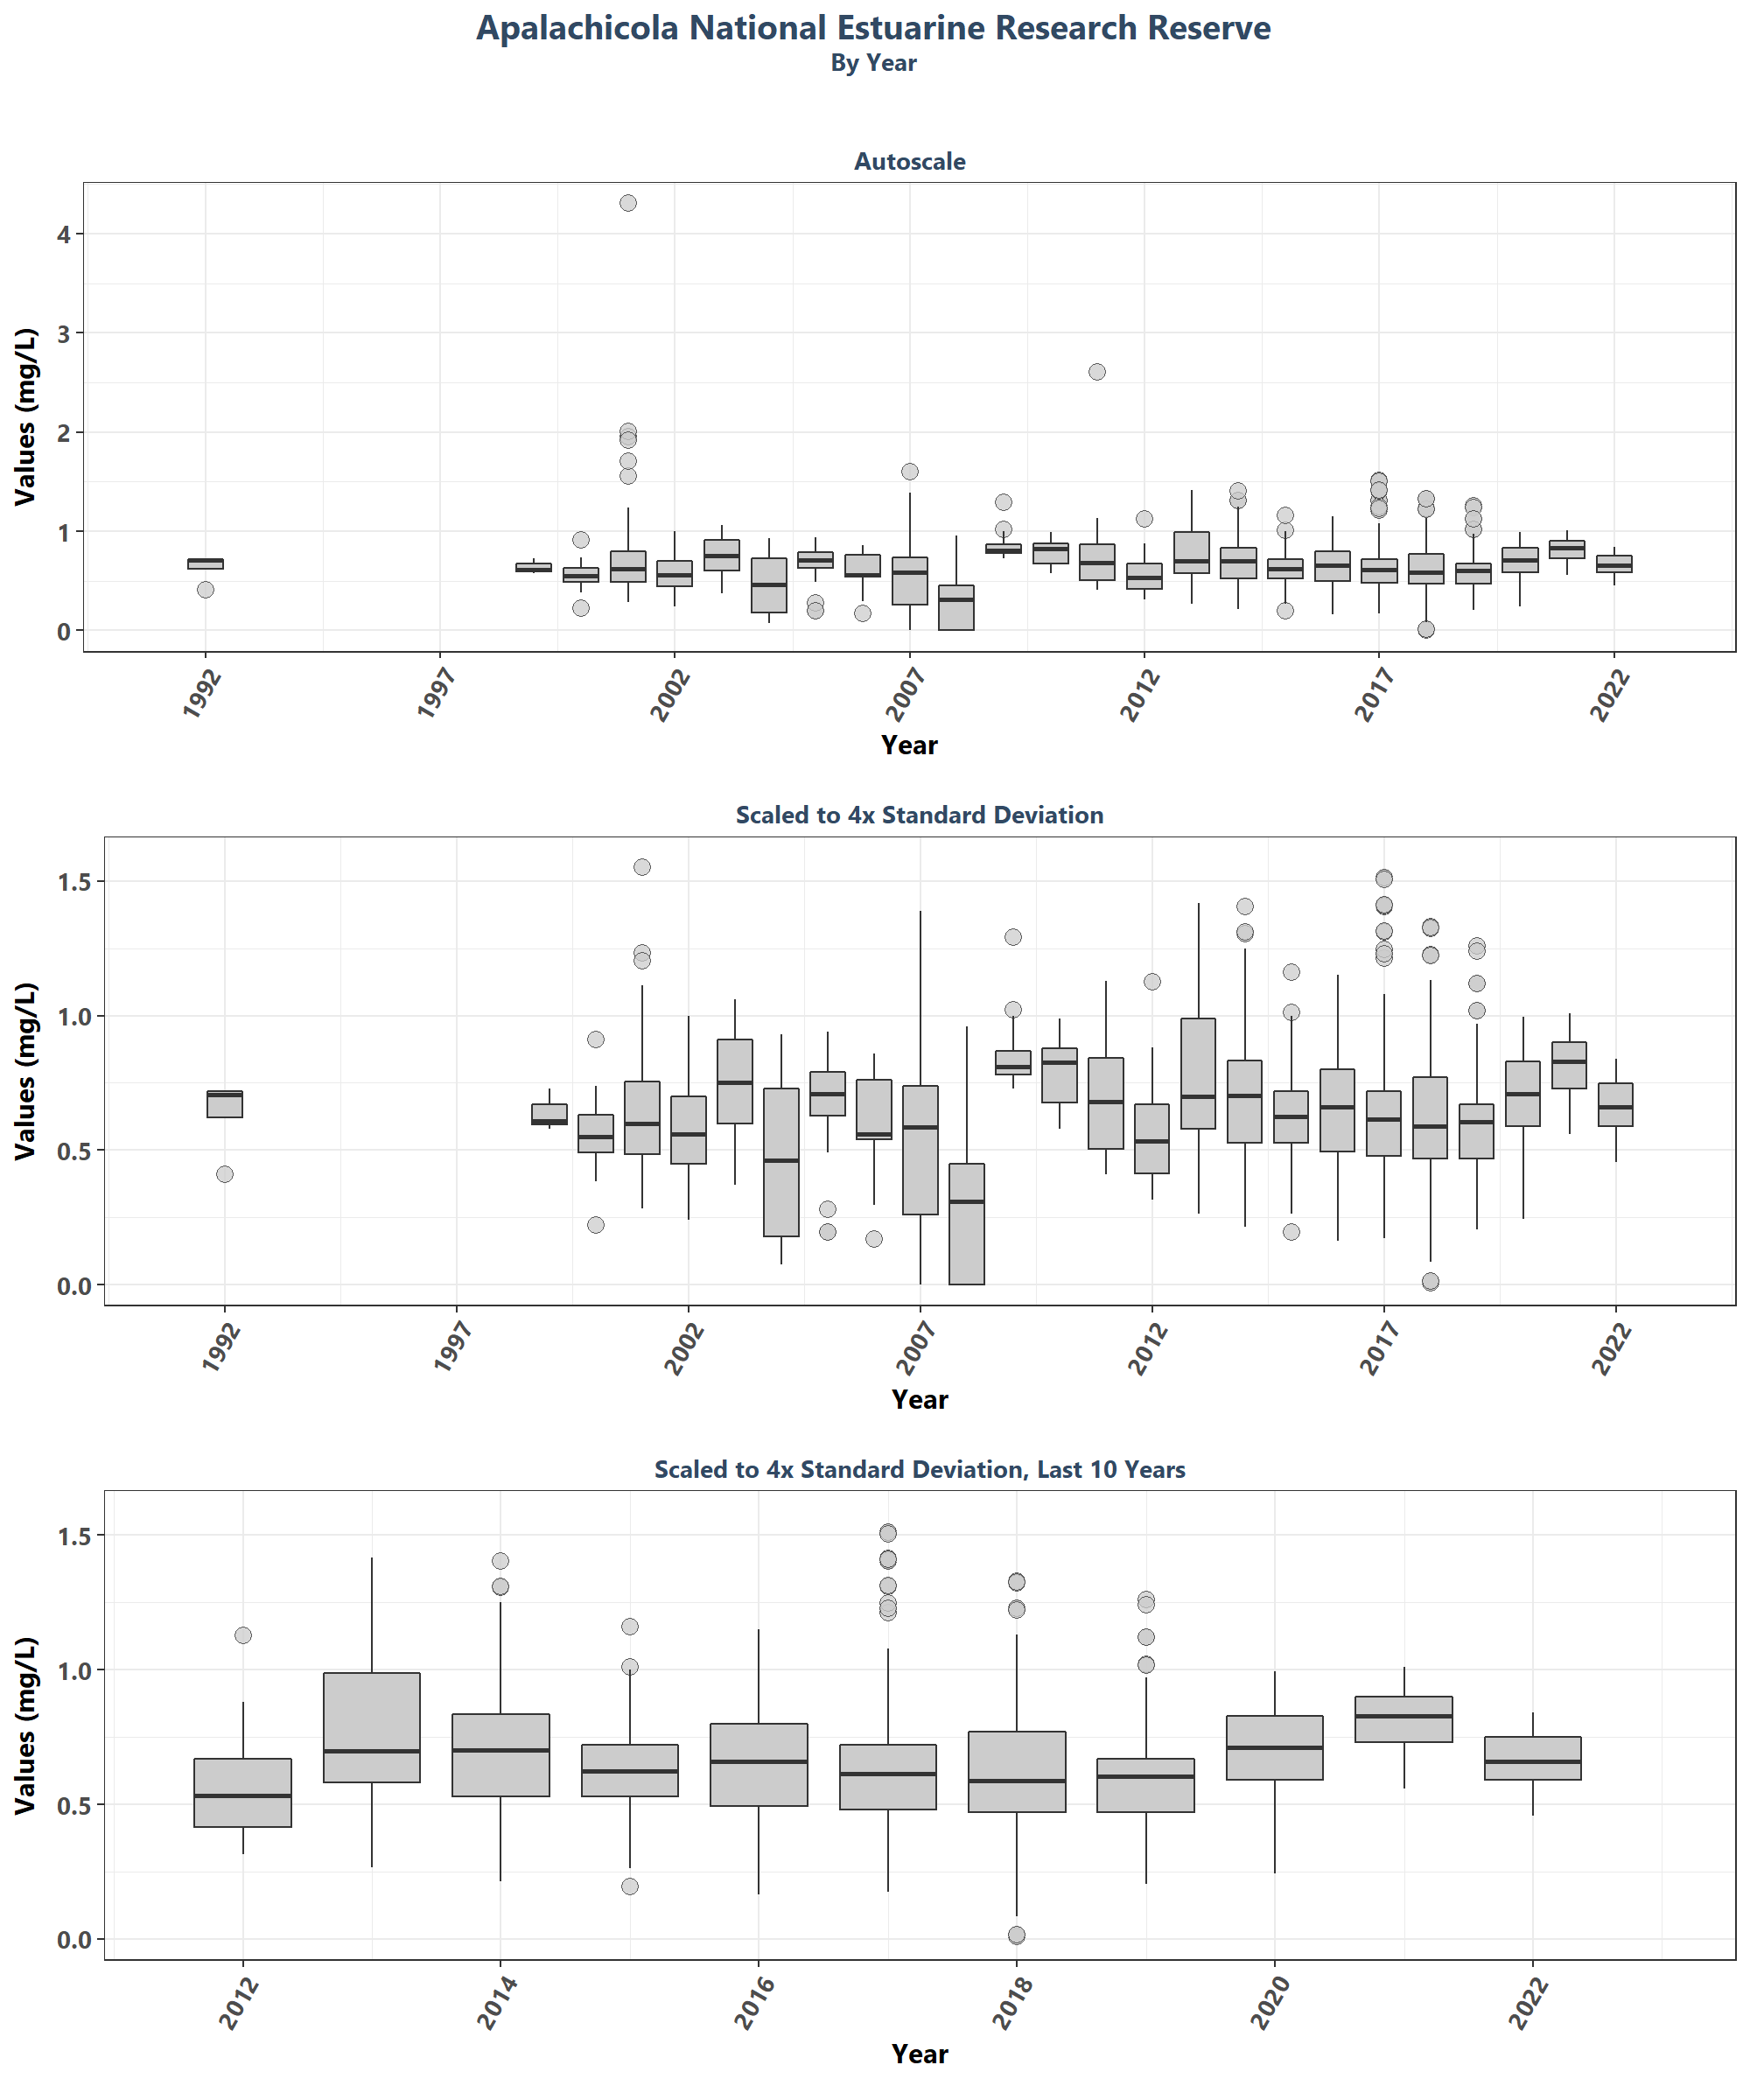 Apalachicola National Estuarine Research Reserve
By Year
Autoscale
Values (mg/L)
4
3
2
1
0
1992 1997 2002 2007 2012 2017 2022
Year
Scaled to 4x Standard Deviation
Values (mg/L)
1.5
1.0
0.5
0.0
1992 1997 2002 2007 2012 2017 2022
Year
Scaled to 4x Standard Deviation, Last 10 Years
Values (mg/L)
1.5
1.0
0.5
0.0
2012 2014 2016 2018 2020 2022
Year